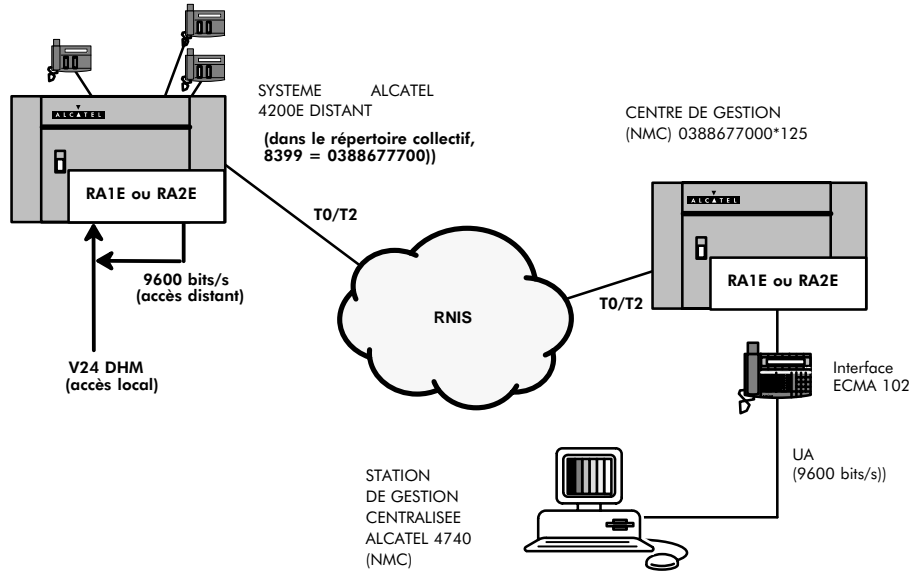 SYSTEME ALCATEL
4200E DISTANT
(dans le répertoire collectif,
8399 = 0388677700))
ALCATEL
RA1E ou RA2E
T0/T2
9600 bits/s
(accès distant)
V24 DHM
(accès local)
RNIS
CENTRE DE GESTION
(NMC) 0388677000*125
ALCATEL
RA1E ou RA2E
T0/T2
Interface
ECMA 102
UA
(9600 bits/s))
STATION
DE GESTION
CENTRALISEE
ALCATEL 4740
(NMC)